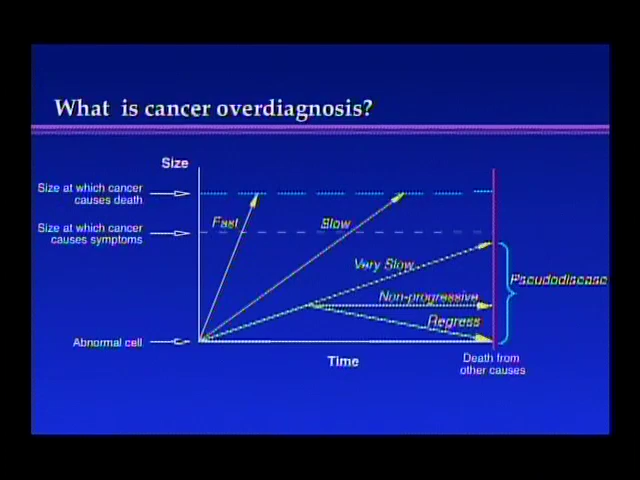 What is cancer overdiagnosis?
Size
Size at which cancer
causes death
Fast
Slow
Size at which cancer
causes symptoms
Very Slow
Pseudodisease
Non-progressive
Regress
Abnormal cell
Time
Death from
other causes